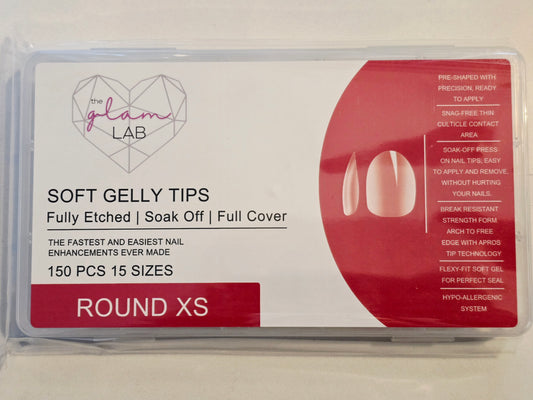 the
glam
LAB
SOFT GELLY TIPS
Fully Etched | Soak Off | Full Cover
THE FASTEST AND EASIEST NAIL
ENHANCEMENTS EVER MADE
150 PCS 15 SIZES
ROUND XS
PRE-SHAPED WITH
PRECISION, READY
TO APPLY
SNAG-FREE THIN
CULTICLE CONTACT
AREA
SOAK-OFF PRESS
ON NAIL TIPS, EASY
TO APPLY AND REMOVE,
WITHOUT HURTING
YOUR NAILS.
BREAK RESISTANT
STRENGTH FORM
ARCH TO FREE
EDGE WITH APROS
TIP TECHNOLOGY
FLEXY-FIT SOFT GEL
FOR PERFECT SEAL
HYPO-ALLERGENIC
SYSTEM